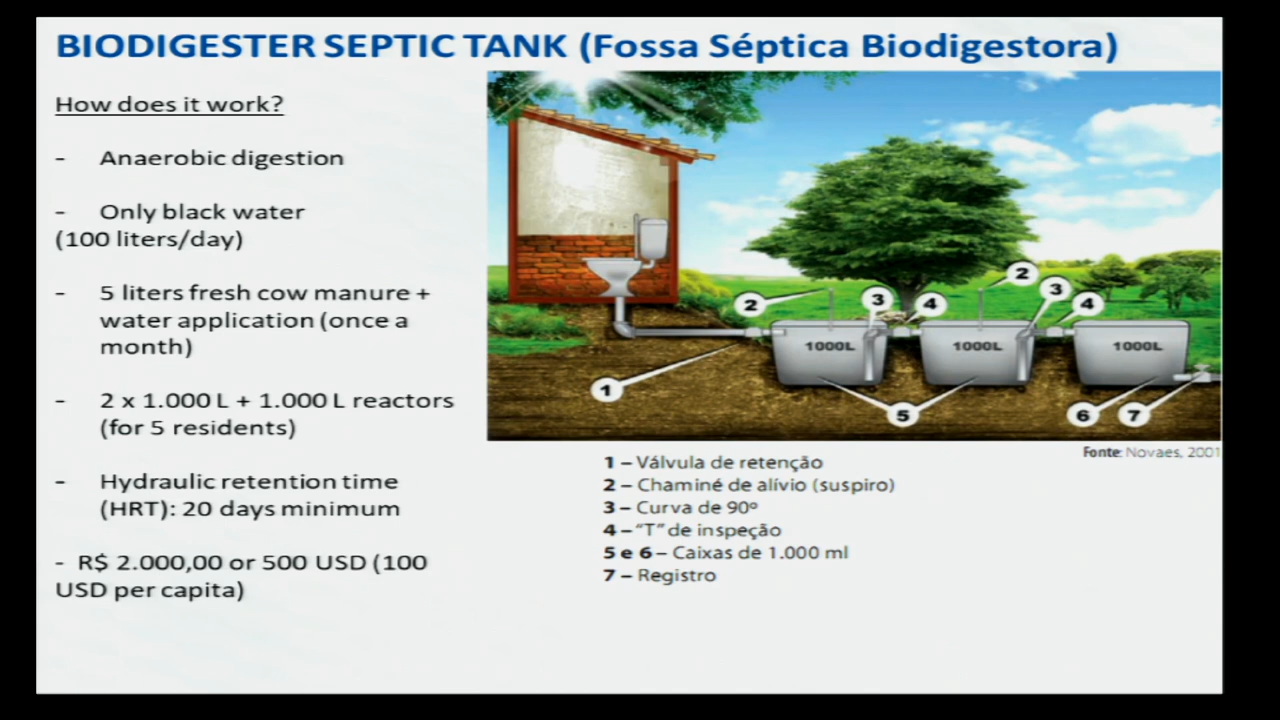 BIODIGESTER SEPTIC TANK (Fossa Séptica Biodigestora)
How does it work?
- Anaerobic digestion
- Only black water
(100 liters/day)
- 5 liters fresh cow manure +
water application (once a
month)
- 2 x 1.000 L + 1.000 L reactors
(for 5 residents)
- Hydraulic retention time
(HRT): 20 days minimum
- R$ 2.000,00 or 500 USD (100
USD per capita)
2
3
4
2
3
4
1000L
1000L
1000L
1
5
6
7
Fonte: Novaes, 2001
1 – Válvula de retenção
2 – Chaminé de alívio (suspiro)
3 – Curva de 90º
4 – “T” de inspeção
5 e 6 – Caixas de 1.000 ml
7 – Registro